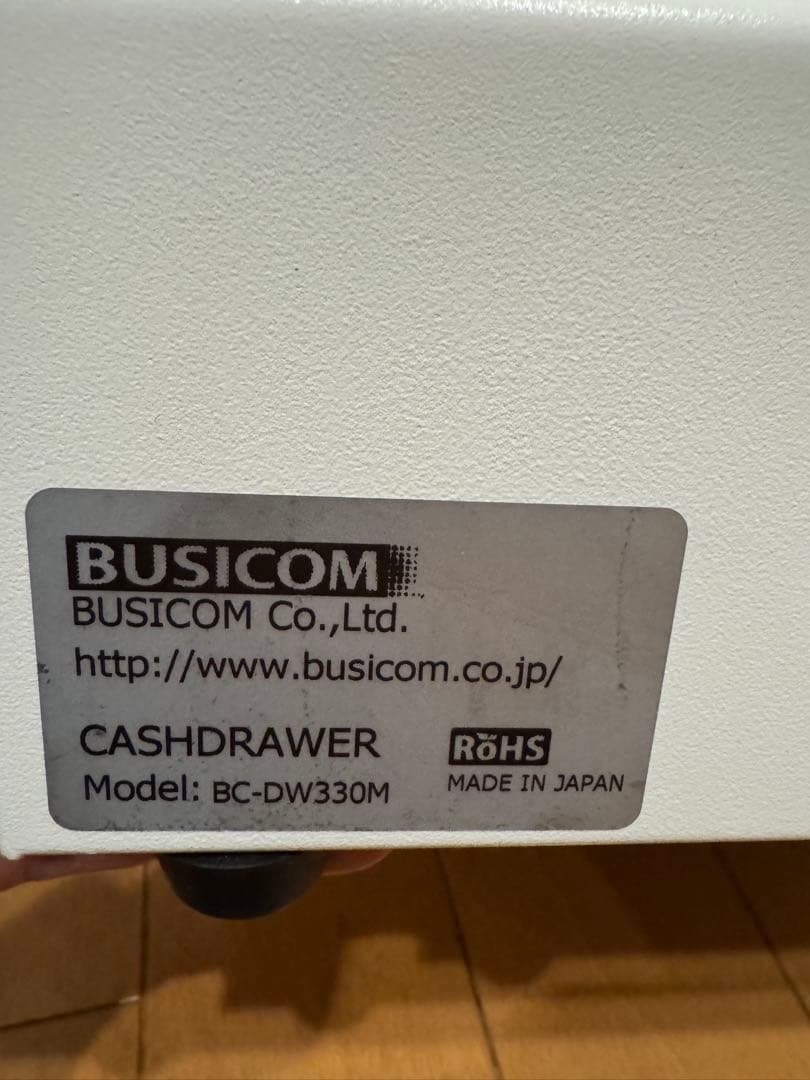 BUSICOM
BUSICOM Co.,Ltd.
http://www.busicom.co.jp/
CASHDRAWER
RoHS
Model: BC-DW330M
MADE IN JAPAN